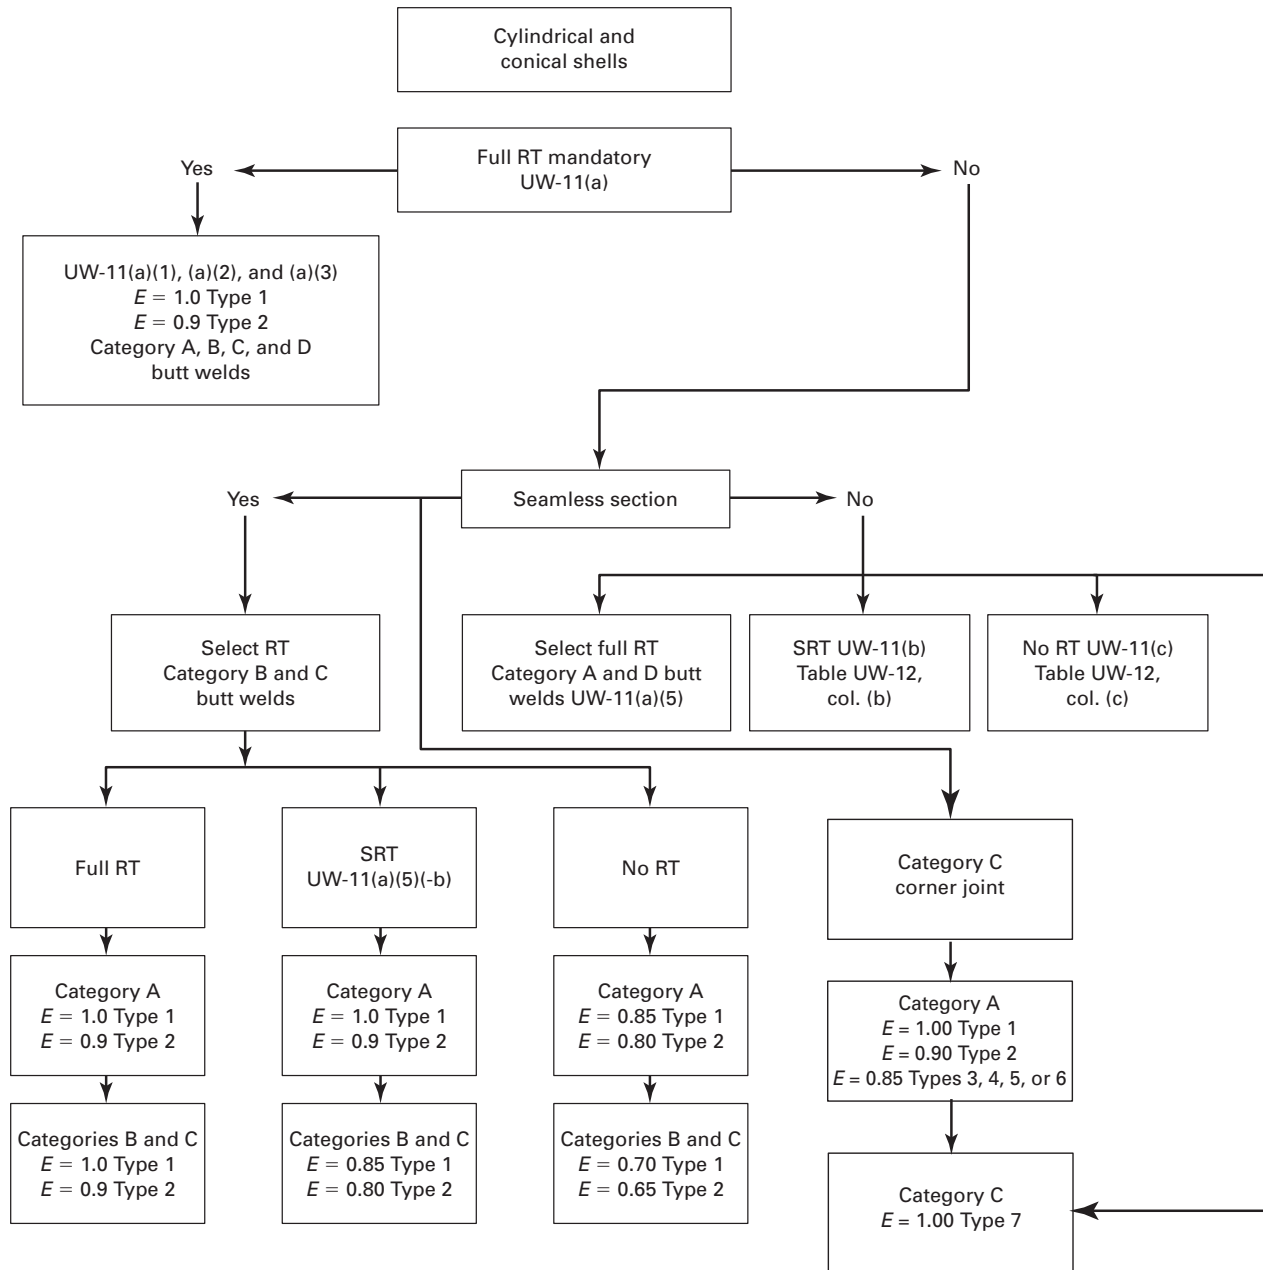 Cylindrical and
conical shells
Full RT mandatory
UW-11(a)
Yes
No
UW-11(a)(1), (a)(2), and (a)(3)
E = 1.0 Type 1
E = 0.9 Type 2
Category A, B, C, and D
butt welds
Seamless section
Yes
No
Select RT
Category B and C
butt welds
Select full RT
Category A and D butt
welds UW-11(a)(5)
SRT UW-11(b)
Table UW-12,
col. (b)
No RT UW-11(c)
Table UW-12,
col. (c)
Full RT
SRT
UW-11(a)(5)(-b)
No RT
Category C
corner joint
Category A
E = 1.0 Type 1
E = 0.9 Type 2
Category A
E = 1.0 Type 1
E = 0.9 Type 2
Category A
E = 0.85 Type 1
E = 0.80 Type 2
Category A
E = 1.00 Type 1
E = 0.90 Type 2
E = 0.85 Types 3, 4, 5, or 6
Categories B and C
E = 1.0 Type 1
E = 0.9 Type 2
Categories B and C
E = 0.85 Type 1
E = 0.80 Type 2
Categories B and C
E = 0.70 Type 1
E = 0.65 Type 2
Category C
E = 1.00 Type 7